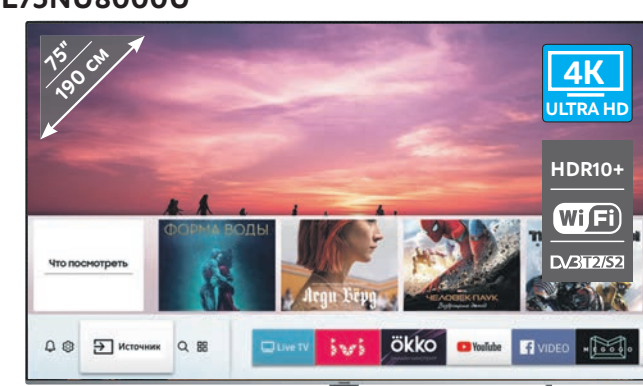 75"
190 см
4K
ULTRA HD
HDR10+
WiFi
DVB T2/S2
Что посмотреть
ФОРМА ВОДЫ
Леди Бёрд
ЧЕЛОВЕК-ПАУК
Источник
Live TV
ivi
ökko
YouTube
VIDEO